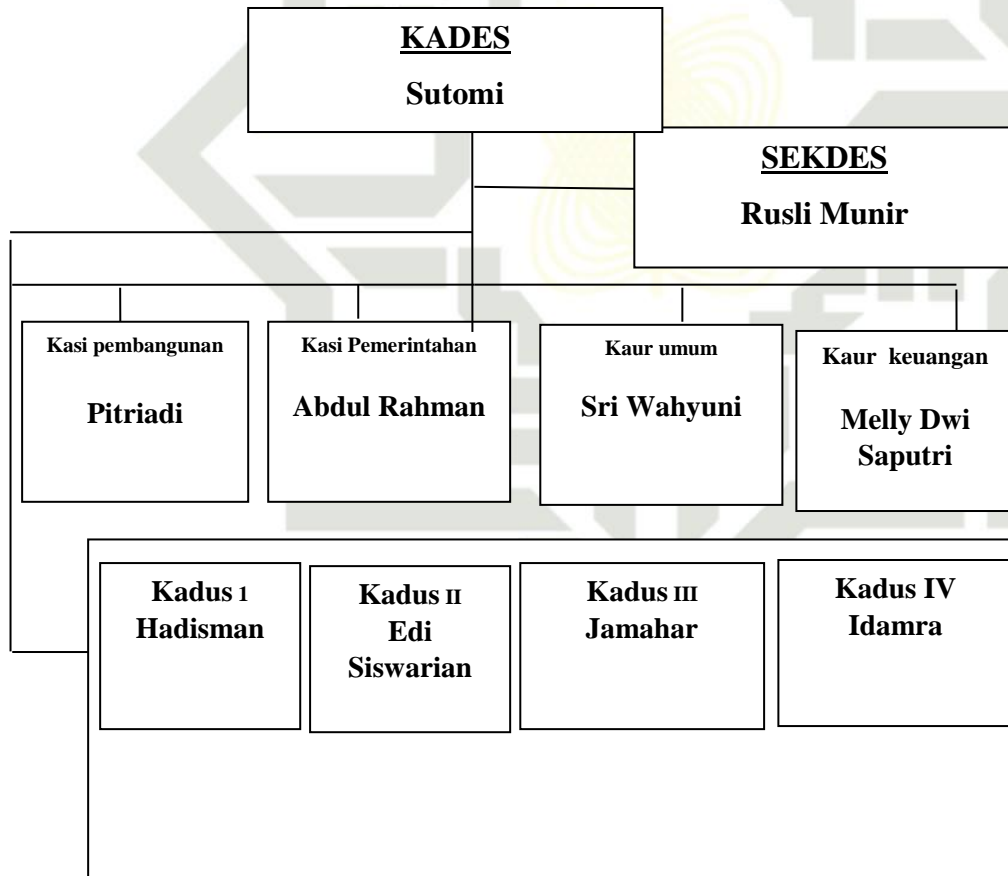 KADES
Sutomi
SEKDES
Rusli Munir
Kasi pembangunan
Pitriadi
Kasi Pemerintahan
Abdul Rahman
Kaur umum
Sri Wahyuni
Kaur keuangan
Melly Dwi
Saputri
Kadus 1
Hadisman
Kadus II
Edi
Siswarian
Kadus III
Jamahar
Kadus IV
Idamra